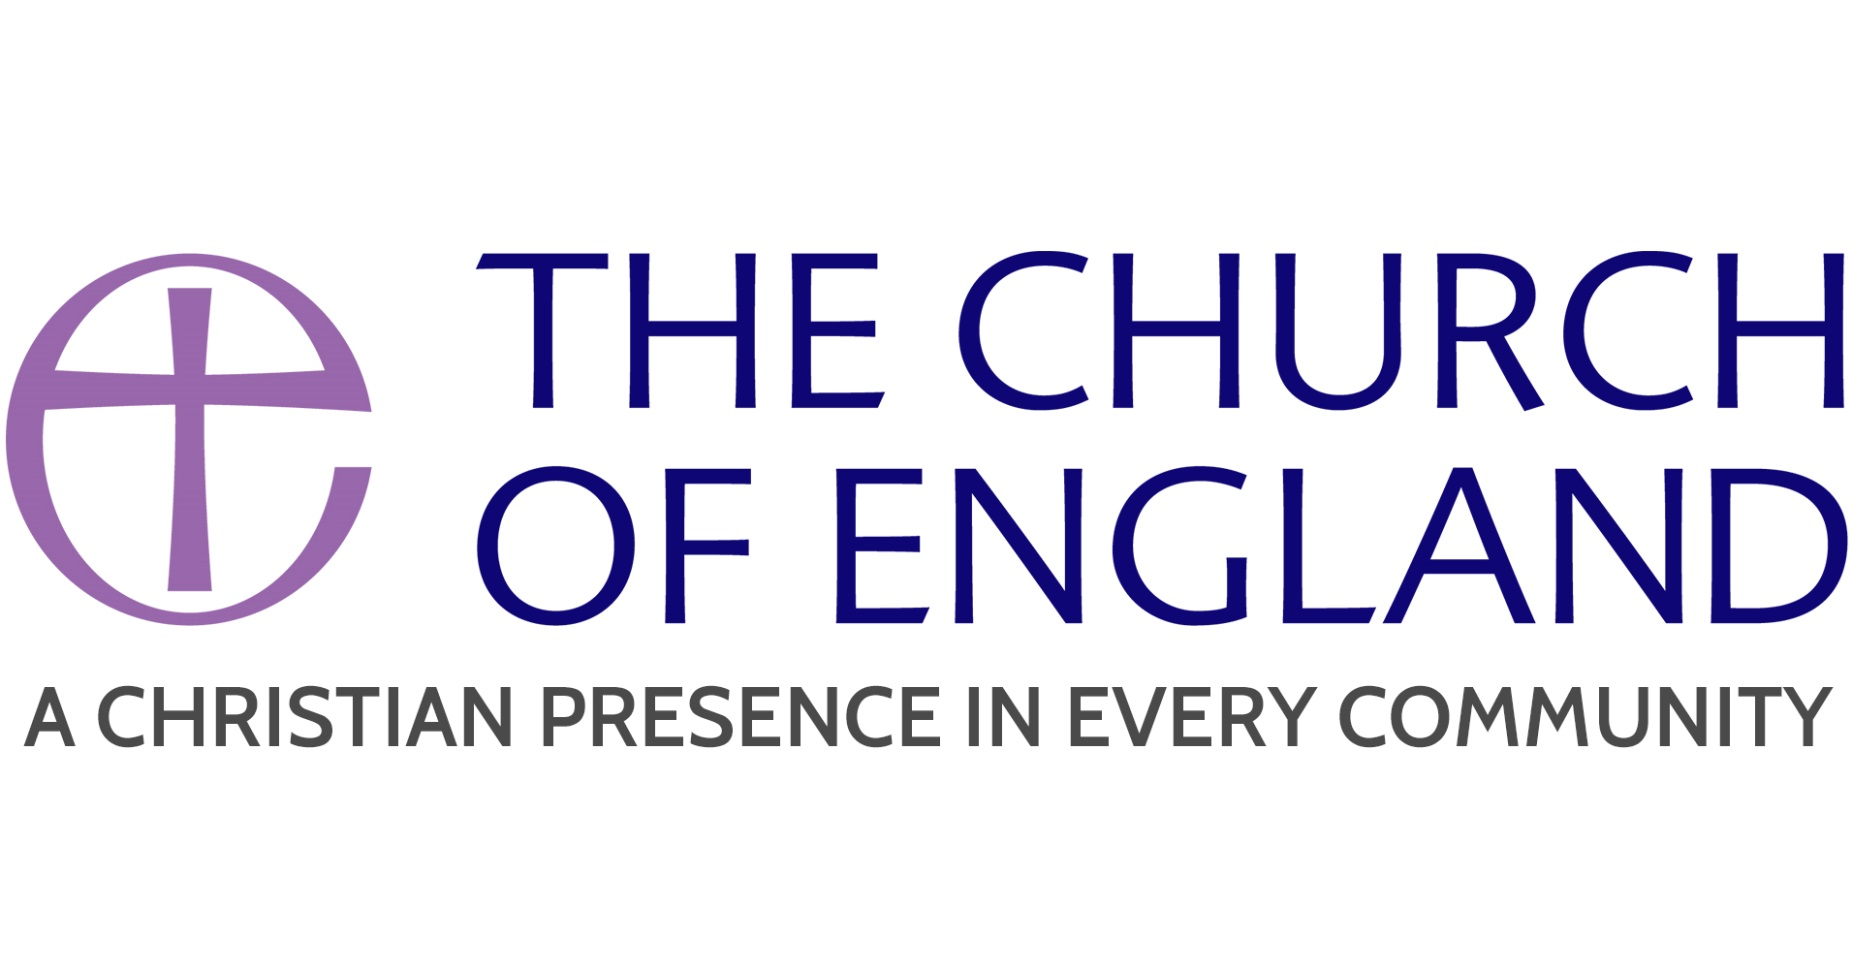 THE CHURCH
OF ENGLAND
A CHRISTIAN PRESENCE IN EVERY COMMUNITY